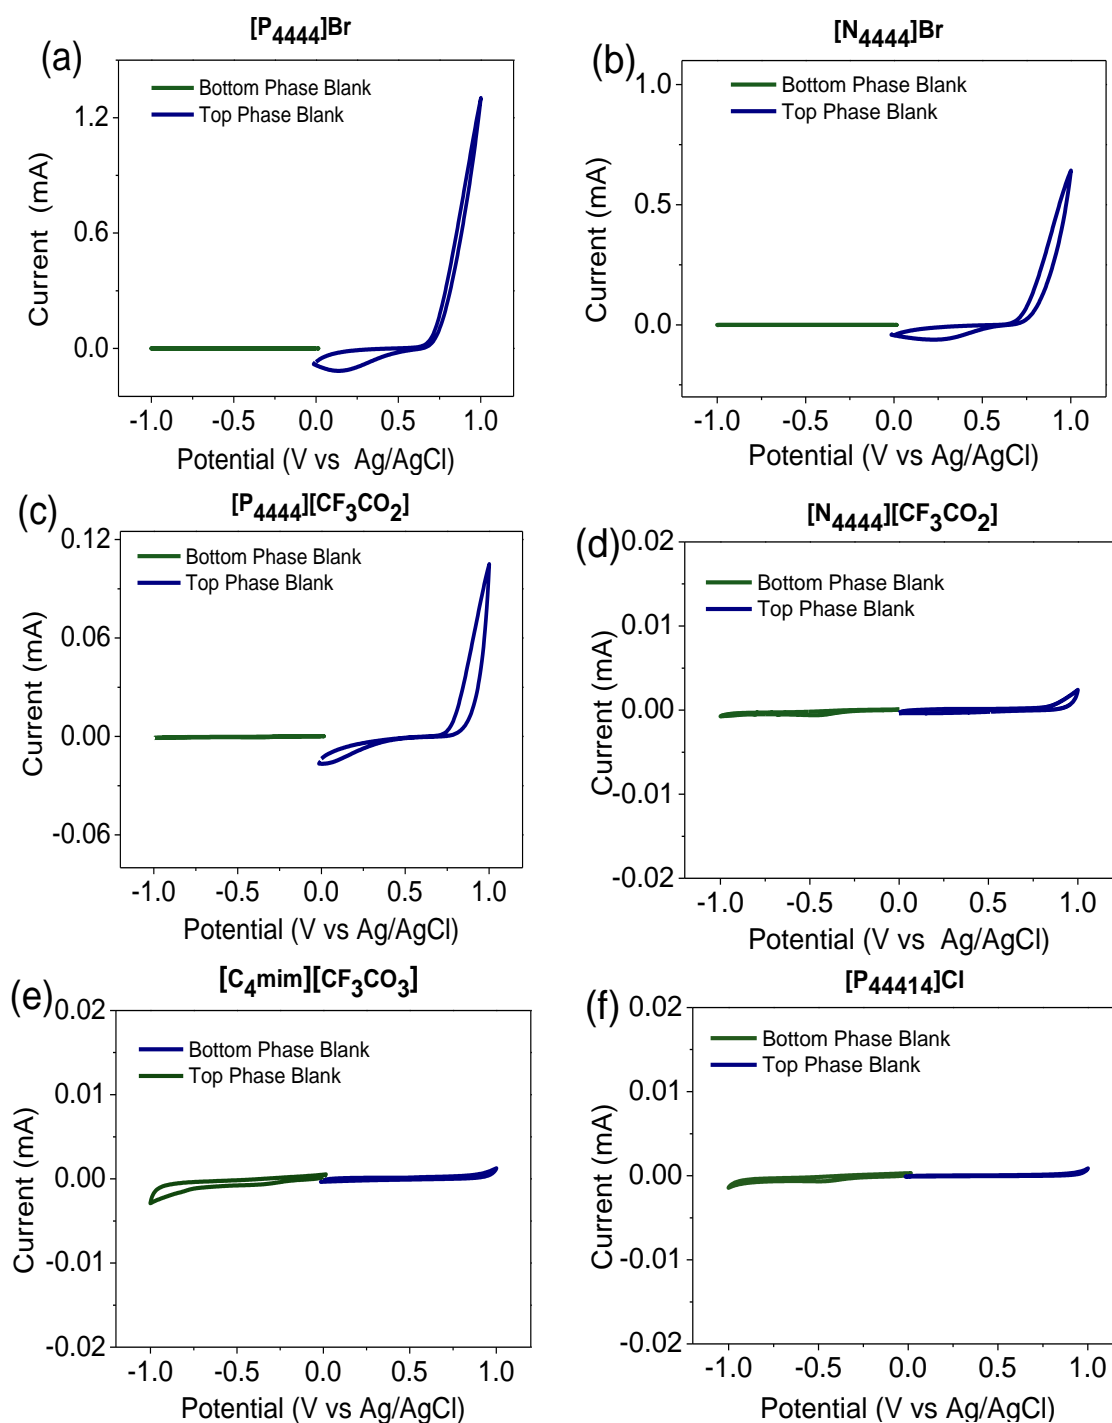 [P4444]Br
(a)
Bottom Phase Blank
Top Phase Blank
1.2
0.6
0.0
Current (mA)
-1.0 -0.5 0.0 0.5 1.0
Potential (V vs Ag/AgCl)
[N4444]Br
(b)
Bottom Phase Blank
Top Phase Blank
1.0
0.5
0.0
Current (mA)
-1.0 -0.5 0.0 0.5 1.0
Potential (V vs Ag/AgCl)
[P4444][CF3CO2]
(c)
Bottom Phase Blank
Top Phase Blank
0.12
0.06
0.00
-0.06
Current (mA)
-1.0 -0.5 0.0 0.5 1.0
Potential (V vs Ag/AgCl)
[N4444][CF3CO2]
(d)
Bottom Phase Blank
Top Phase Blank
0.02
0.01
0.00
-0.01
-0.02
Current (mA)
-1.0 -0.5 0.0 0.5 1.0
Potential (V vs Ag/AgCl)
[C4mim][CF3CO3]
(e)
Bottom Phase Blank
Top Phase Blank
0.02
0.01
0.00
-0.01
-0.02
Current (mA)
-1.0 -0.5 0.0 0.5 1.0
Potential (V vs Ag/AgCl)
[P44414]Cl
(f)
Bottom Phase Blank
Top Phase Blank
0.02
0.01
0.00
-0.01
-0.02
Current (mA)
-1.0 -0.5 0.0 0.5 1.0
Potential (V vs Ag/AgCl)